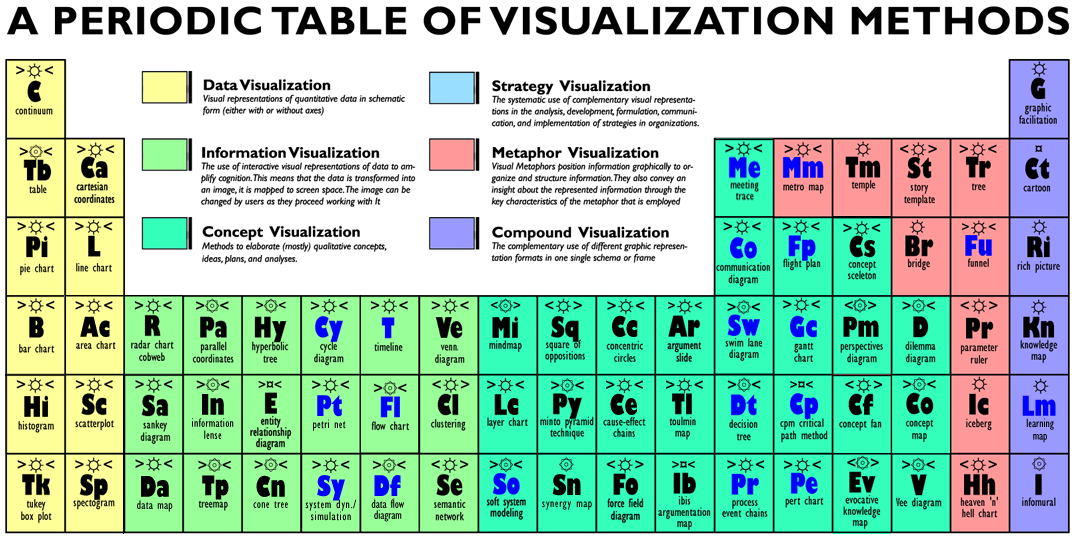 A PERIODIC TABLE OF VISUALIZATION METHODS
> <
C
continuum
Data Visualization
Visual representations of quantitative data in schematic
form (either with or without axes)
Strategy Visualization
The systematic use of complementary visual representa-
tions in the analysis, development, formulation, communi-
cation, and implementation of strategies in organizations.
G
graphic
facilitation
> <
Tb
table
> <
Ca
cartesian
coordinates
Information Visualization
The use of interactive visual representations of data to am-
plify cognition. This means that the data is transformed into
an image, it is mapped to screen space. The image can be
changed by users as they proceed working with It
Metaphor Visualization
Visual Metaphors position information graphically to or-
ganize and structure information. They also convey an
insight about the represented information through the
key characteristics of the metaphor that is employed
Me
meeting
trace
Mm
metro map
Tm
temple
St
story
template
Tr
tree
Ct
cartoon
Pi
pie chart
L
line chart
Concept Visualization
Methods to elaborate (mostly) qualitative concepts,
ideas, plans, and analyses.
Compound Visualization
The complementary use of different graphic represen-
tation formats in one single schema or frame
Co
communication
diagram
Fp
flight plan
Cs
concept
sceleton
Br
bridge
Fu
funnel
Ri
rich picture
B
bar chart
Ac
area chart
R
radar chart
cobweb
Pa
parallel
coordinates
Hy
hyperbolic
tree
Cy
cycle
diagram
T
timeline
Ve
venn.
diagram
Mi
mindmap
Sq
square of
oppositions
Cc
concentric
circles
Ar
argument
slide
Sw
swim lane
diagram
Gc
gantt
chart
Pm
perspectives
diagram
D
dilemma
diagram
Pr
parameter
ruler
Kn
knowledge
map
Hi
histogram
Sc
scatterplot
Sa
sankey
diagram
In
information
lense
E
entity
relationship
diagram
Pt
petri net
Fl
flow chart
Cl
clustering
Lc
layer chart
Py
minto pyramid
technique
Ce
cause-effect
chains
Tl
toulmin
map
Dt
decision
tree
Cp
cpm critical
path method
Cf
concept fan
Co
concept
map
Ic
iceberg
Lm
learning
map
Tk
tukey
box plot
Sp
spectogram
Da
data map
Tp
treemap
Cn
cone tree
Sy
system dyn./
simulation
Df
data flow
diagram
Se
semantic
network
So
soft system
modeling
Sn
synergy map
Fo
force field
diagram
Ib
ibis
argumentation
map
Pr
process
event chains
Pe
pert chart
Ev
evocative
knowledge
map
V
Vee diagram
Hh
heaven 'n'
hell chart
I
infomural